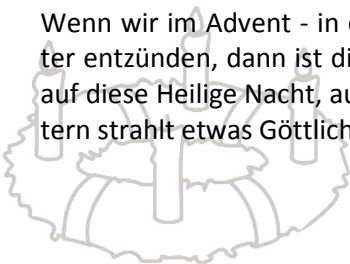 Wenn wir im Advent - in
ter entzünden, dann ist di
auf diese Heilige Nacht, au
tern strahlt etwas Göttlich